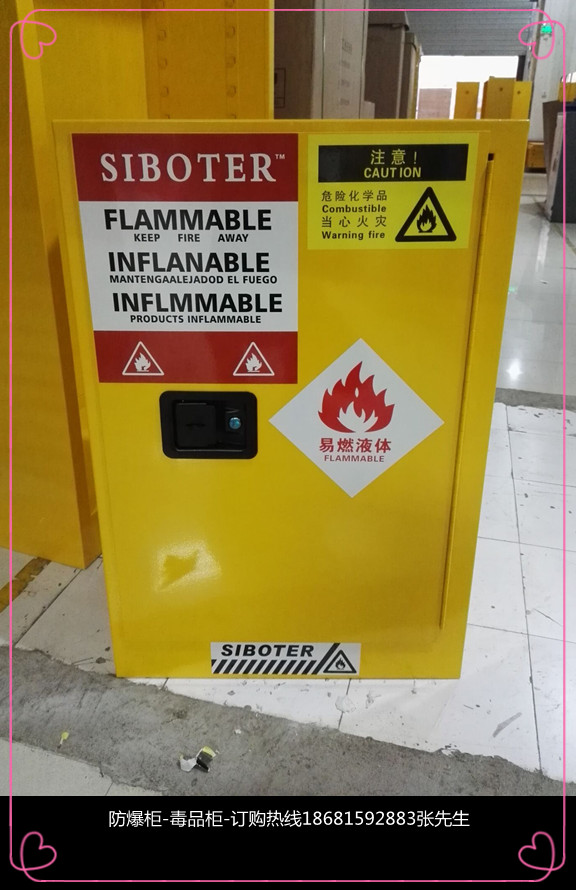 SIBOTER™
FLAMMABLE
KEEP FIRE AWAY
INFLANABLE
MANTENGAALEJADOD EL FUEGO
INFLMMABLE
PRODUCTS INFLAMMABLE
注意！
CAUTION
危险化学品
Combustible
当心火灾
Warning fire
易燃液体
FLAMMABLE
SIBOTER
防爆柜-毒品柜-订购热线18681592883张先生